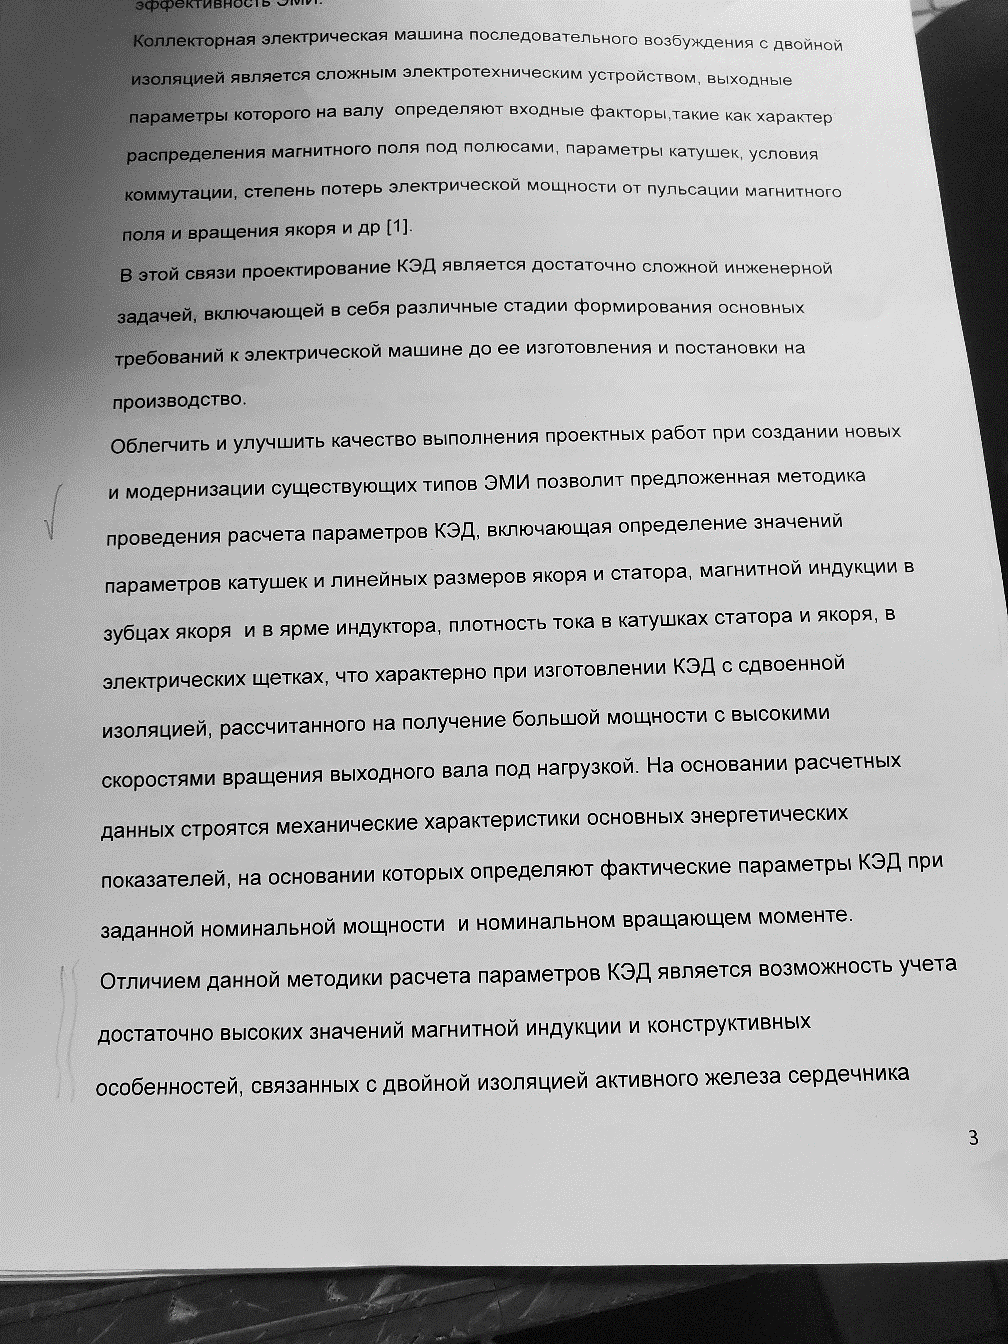 эффективность ЭМИ.
Коллекторная электрическая машина последовательного возбуждения с двойной
изоляцией является сложным электротехническим устройством, выходные
параметры которого на валу определяют входные факторы,такие как характер
распределения магнитного поля под полюсами, параметры катушек, условия
коммутации, степень потерь электрической мощности от пульсации магнитного
поля и вращения якоря и др [1].
В этой связи проектирование КЭД является достаточно сложной инженерной
задачей, включающей в себя различные стадии формирования основных
требований к электрической машине до ее изготовления и постановки на
производство.
Облегчить и улучшить качество выполнения проектных работ при создании новых
и модернизации существующих типов ЭМИ позволит предложенная методика
проведения расчета параметров КЭД, включающая определение значений
параметров катушек и линейных размеров якоря и статора, магнитной индукции в
зубцах якоря и в ярме индуктора, плотность тока в катушках статора и якоря, в
электрических щетках, что характерно при изготовлении КЭД с сдвоенной
изоляцией, рассчитанного на получение большой мощности с высокими
скоростями вращения выходного вала под нагрузкой. На основании расчетных
данных строятся механические характеристики основных энергетических
показателей, на основании которых определяют фактические параметры КЭД при
заданной номинальной мощности и номинальном вращающем моменте.
Отличием данной методики расчета параметров КЭД является возможность учета
достаточно высоких значений магнитной индукции и конструктивных
особенностей, связанных с двойной изоляцией активного железа сердечника
3